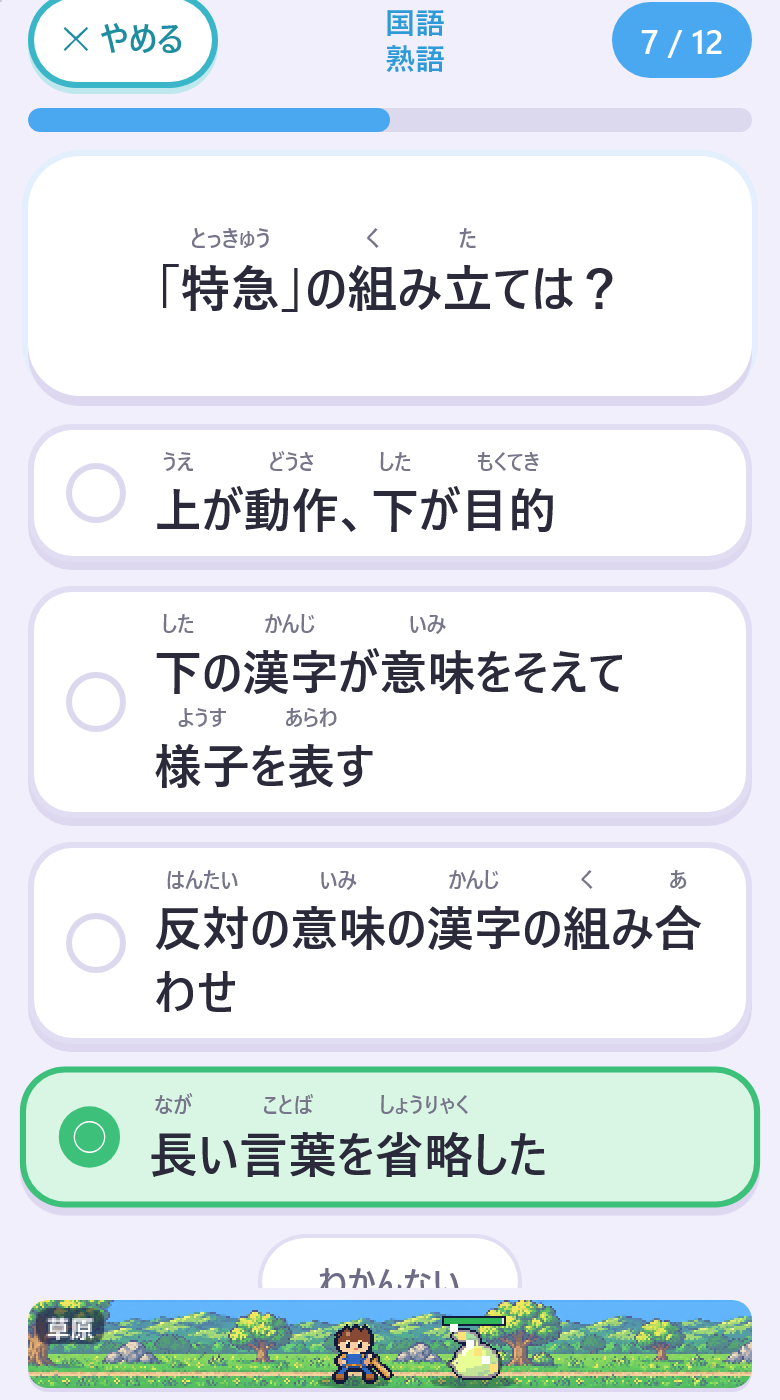 × やめる
国語
熟語
7 / 12
とっきゅう く た
「特急」の組み立ては？
うえ どうさ した もくてき
上が動作、下が目的
した かんじ いみ
下の漢字が意味をそえて
ようす あらわ
様子を表す
はんたい いみ かんじ く あ
反対の意味の漢字の組み合
わせ
なが ことば しょうりゃく
長い言葉を省略した
わかんない
草原